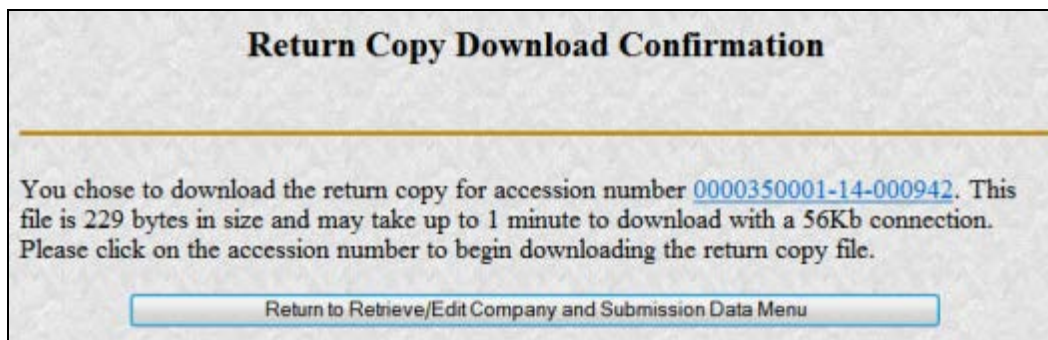 Return Copy Download Confirmation
You chose to download the return copy for accession number 0000350001-14-000942. This
file is 229 bytes in size and may take up to 1 minute to download with a 56Kb connection.
Please click on the accession number to begin downloading the return copy file.
Return to Retrieve/Edit Company and Submission Data Menu